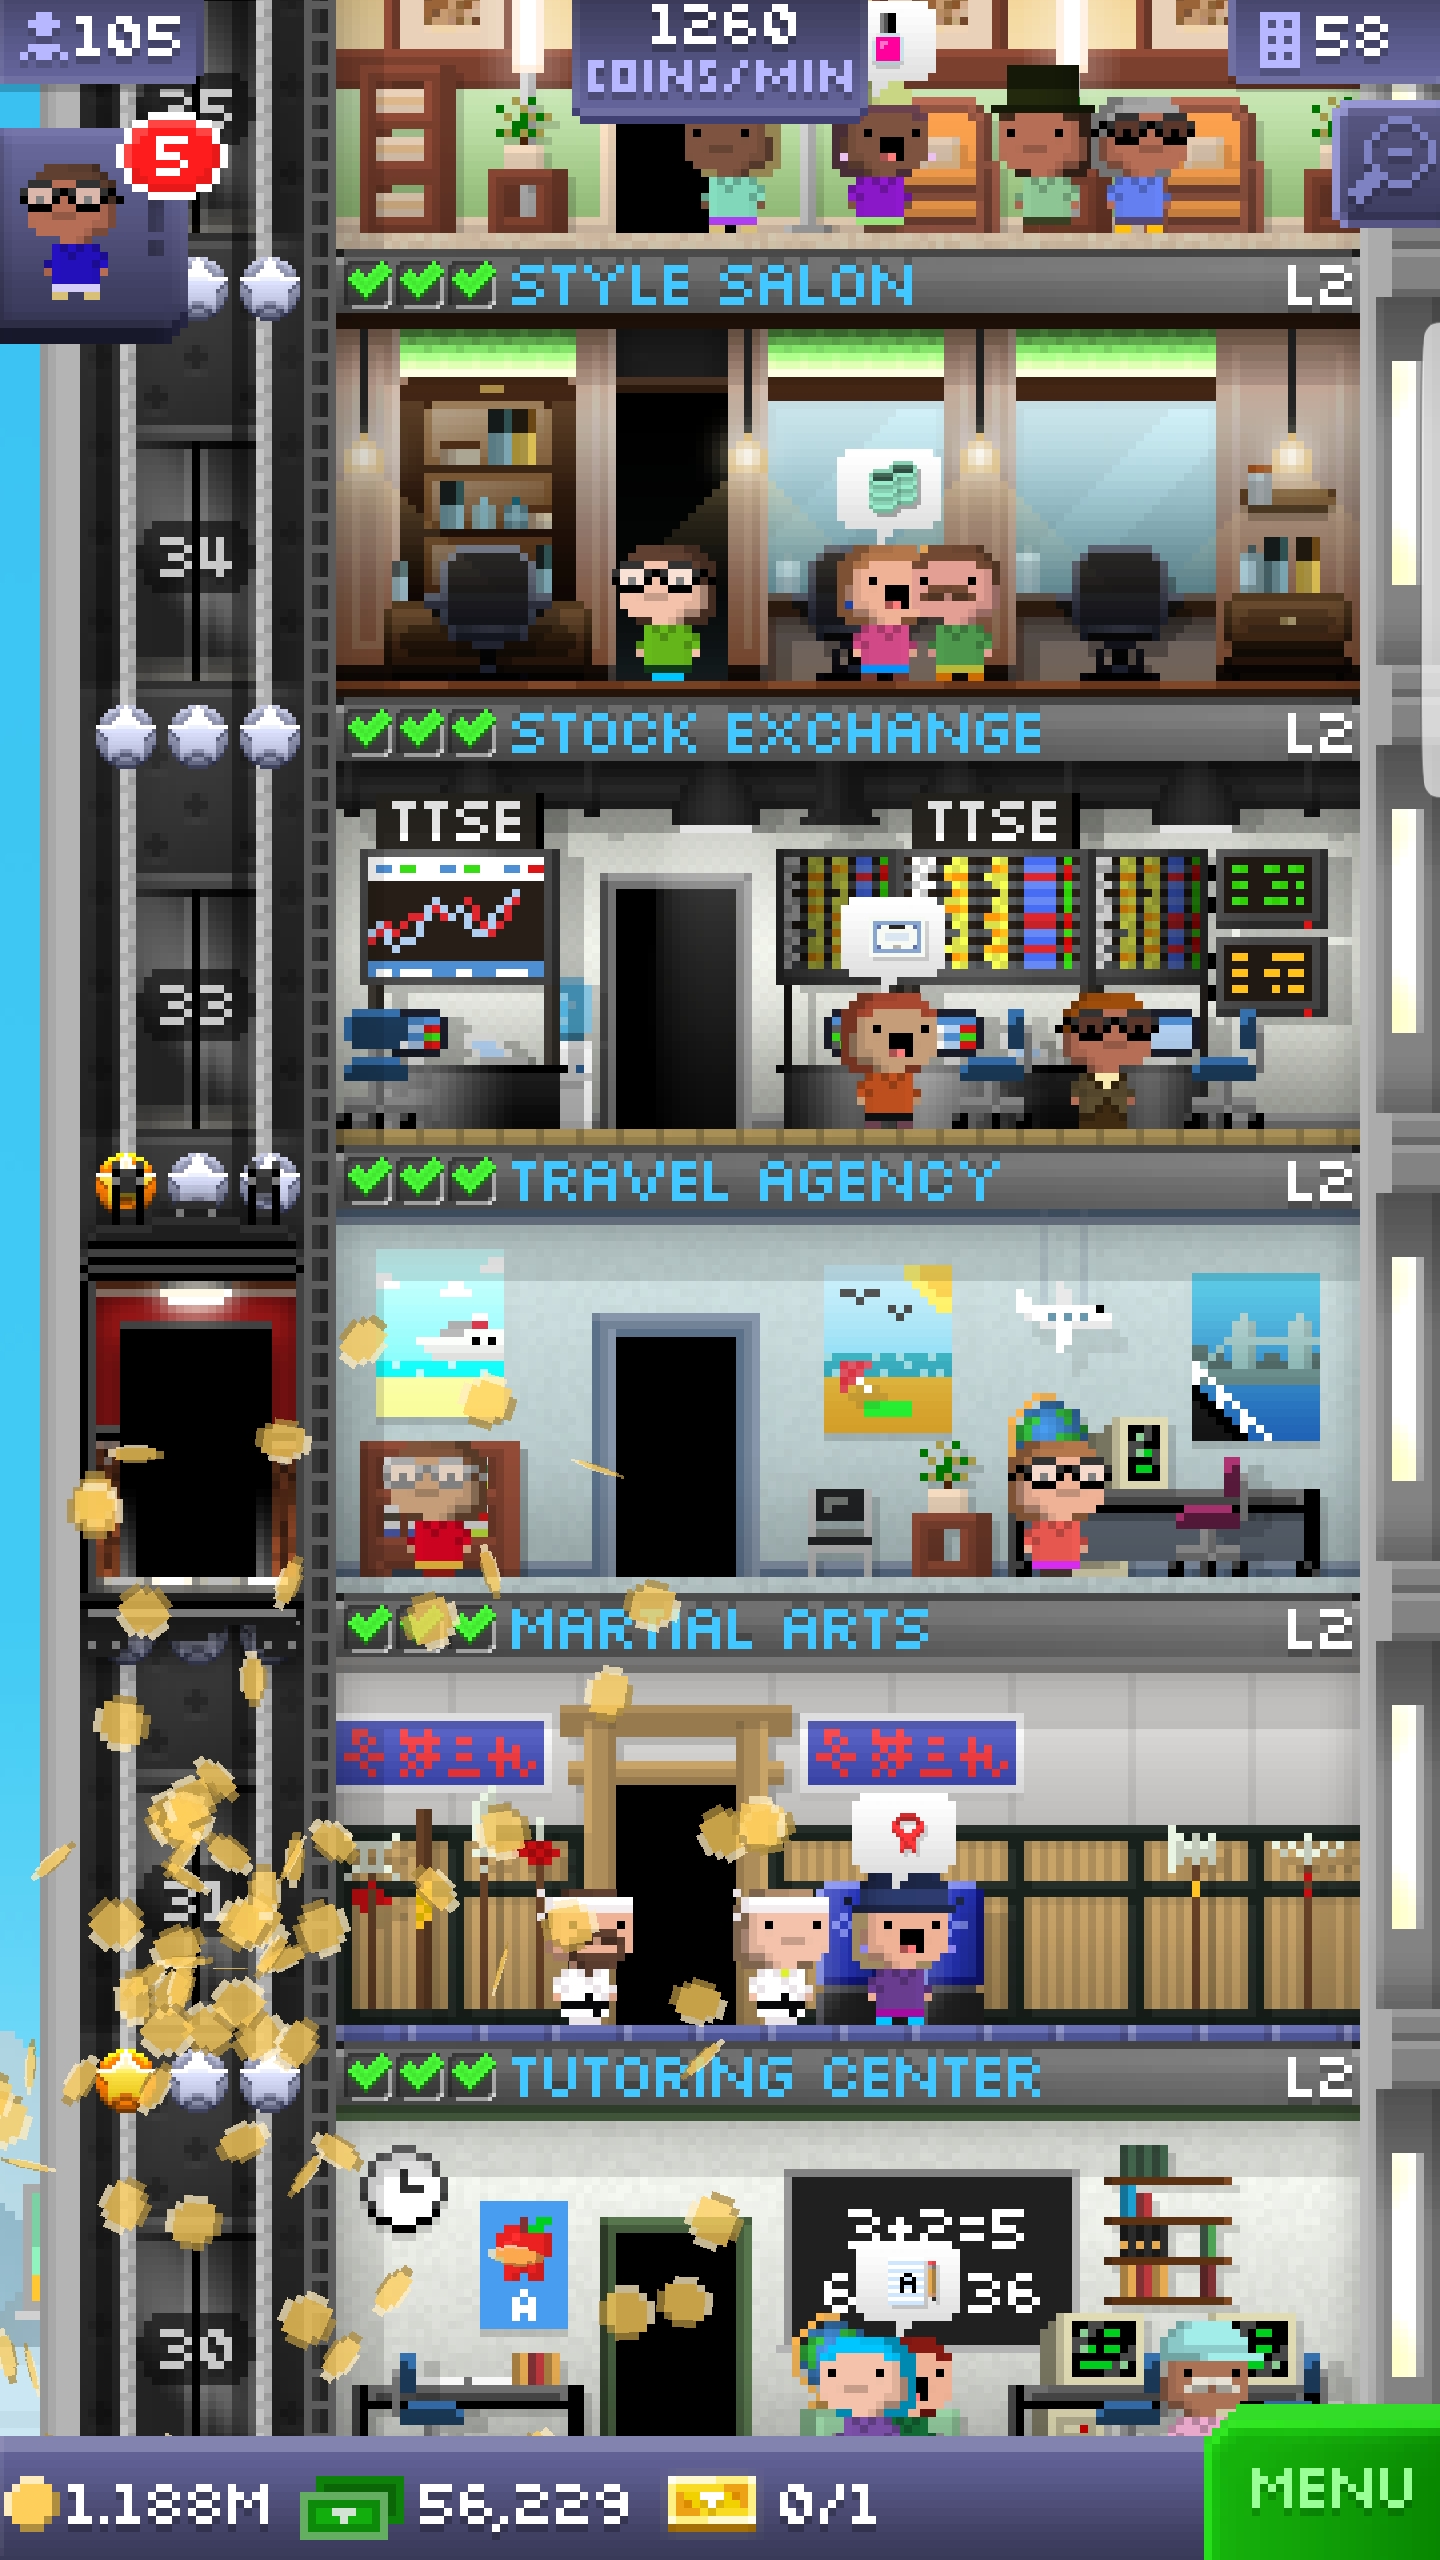 105
1260
COINS/MIN
58
35
5
STYLE SALON L2
34
STOCK EXCHANGE L2
TTSE TTSE
33
TRAVEL AGENCY L2
MARTIAL ARTS L2
31
TUTORING CENTER L2
3+2=5
6 A 36
A
30
1.188M 56,229 0/1 MENU